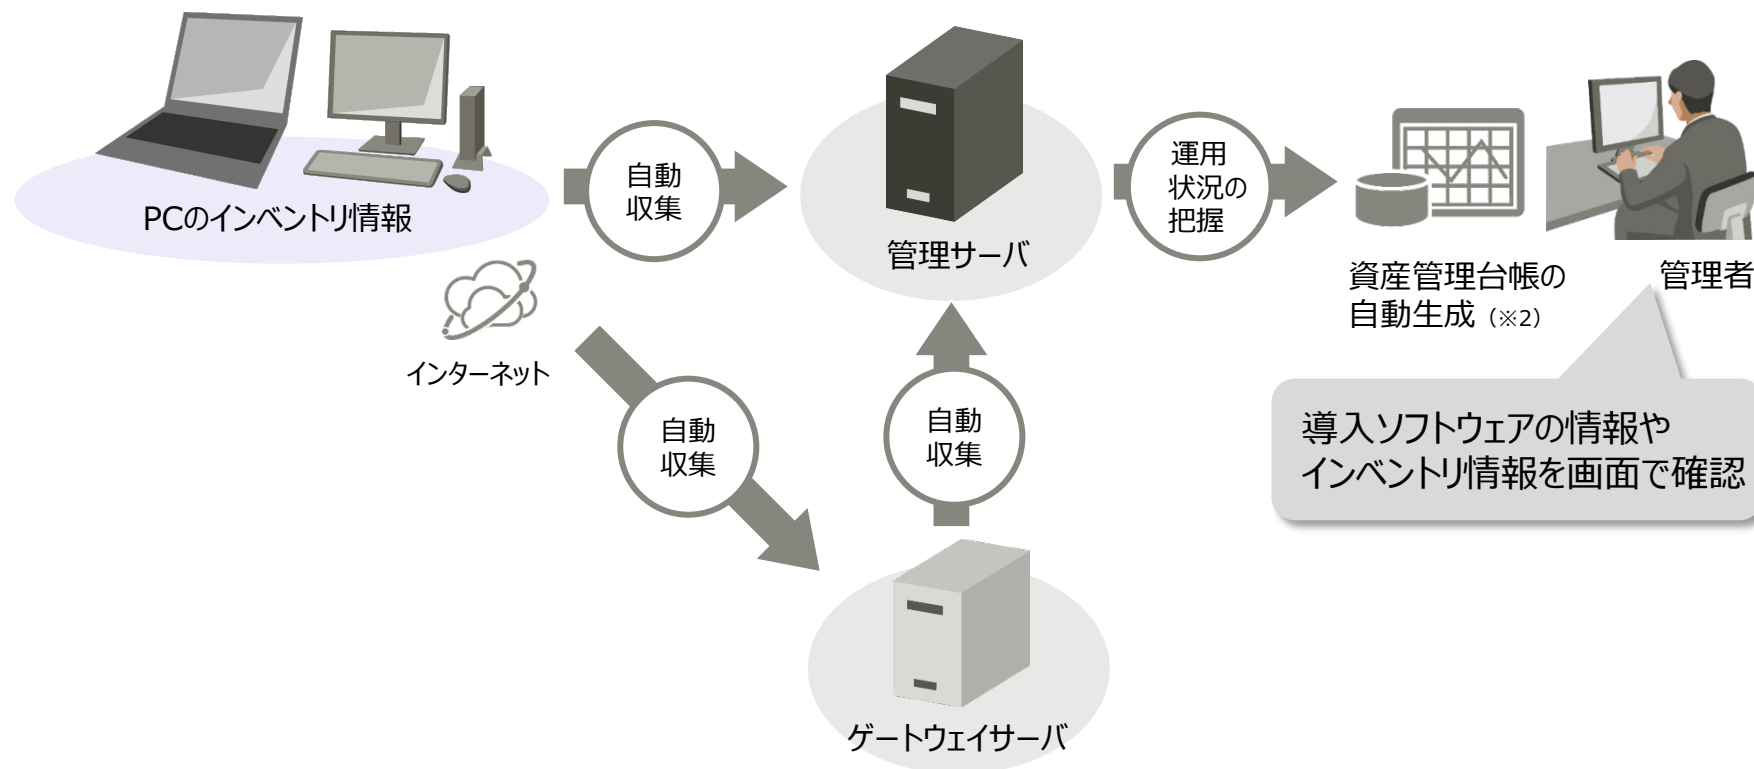 PCのインベントリ情報
自動
収集
管理サーバ
運用
状況の
把握
資産管理台帳の
自動生成（※2）
管理者
インターネット
自動
収集
自動
収集
導入ソフトウェアの情報や
インベントリ情報を画面で確認
ゲートウェイサーバ